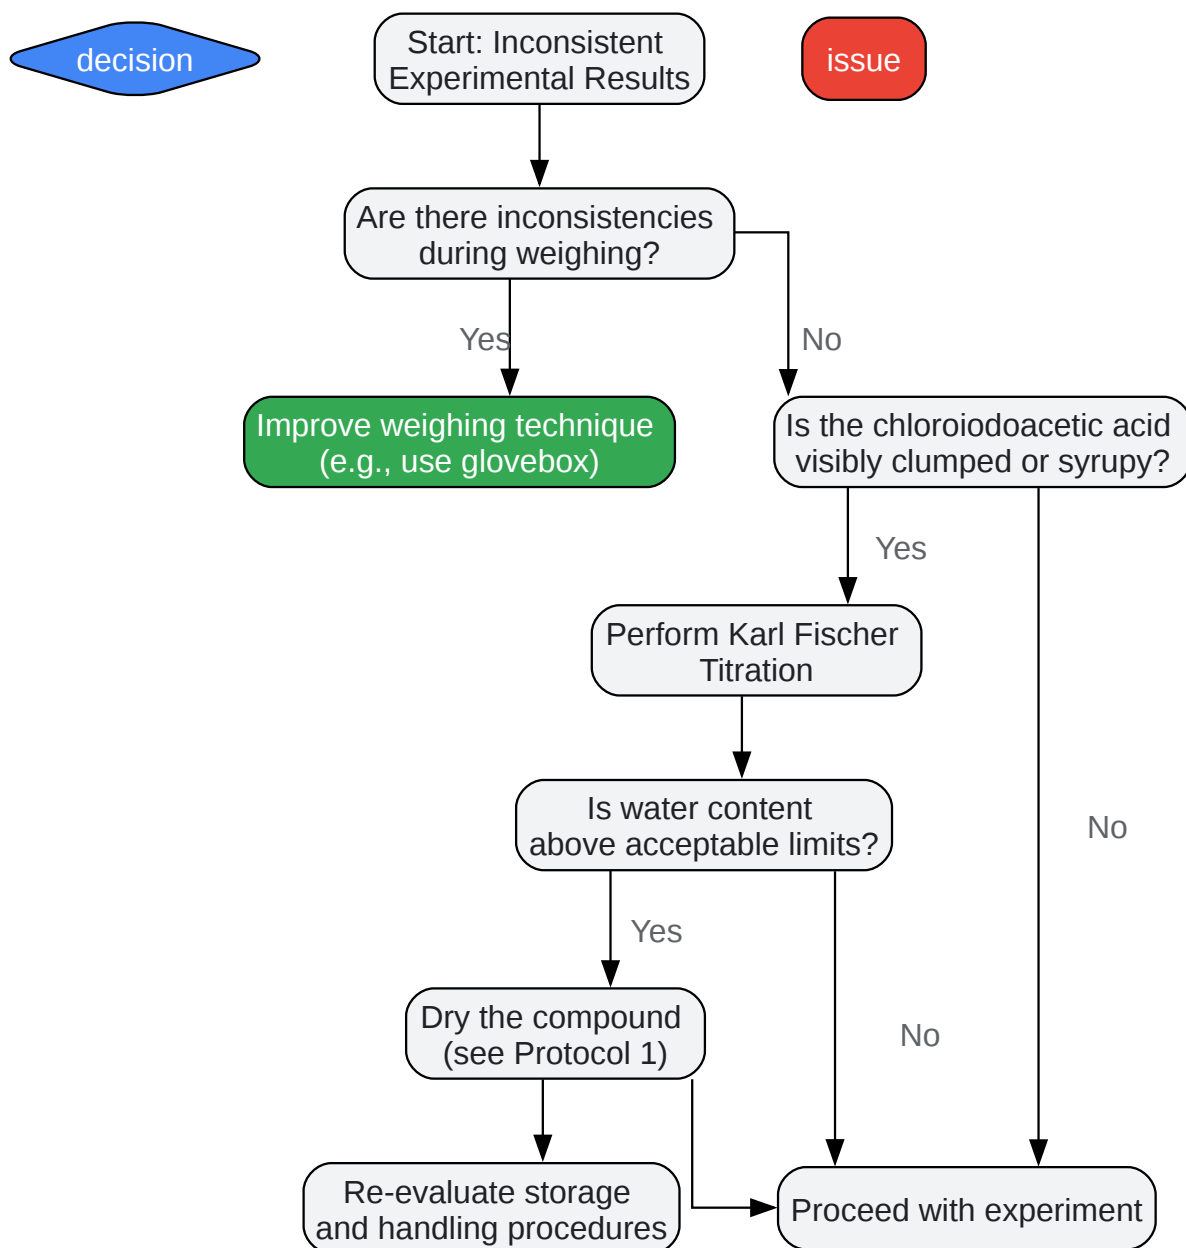 decision
Start: Inconsistent
Experimental Results
issue
Are there inconsistencies
during weighing?
Yes
No
Improve weighing technique
(e.g., use glovebox)
Is the chloroiodoacetic acid
visibly clumped or syrupy?
Yes
Perform Karl Fischer
Titration
Is water content
above acceptable limits?
No
Yes
Dry the compound
(see Protocol 1)
No
Re-evaluate storage
and handling procedures
Proceed with experiment